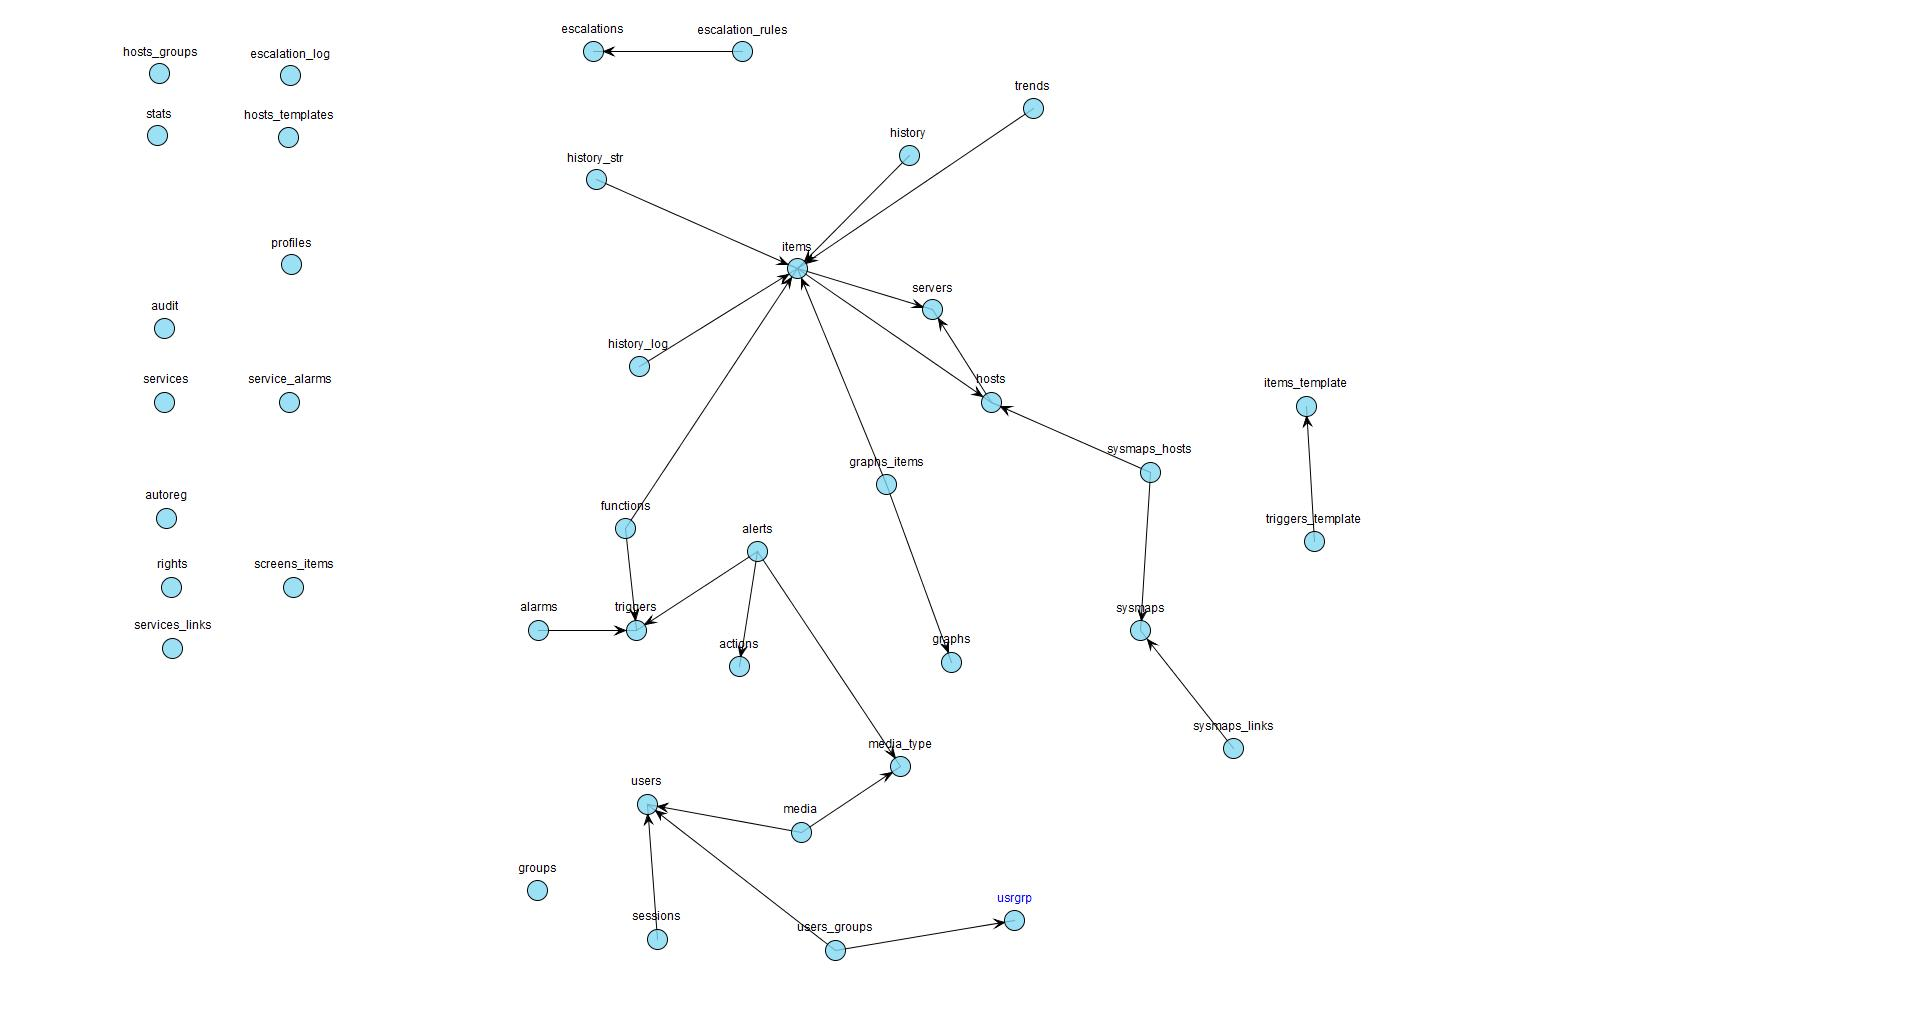 escalations
escalation_rules
hosts_groups
escalation_log
trends
stats
hosts_templates
history
history_str
profiles
items
servers
audit
history_log
services
service_alarms
hosts
items_template
sysmaps_hosts
graphs_items
autoreg
functions
triggers_template
alerts
rights
screens_items
alarms
triggers
sysmaps
services_links
actions
graphs
sysmaps_links
media_type
users
media
groups
usrgrp
sessions
users_groups